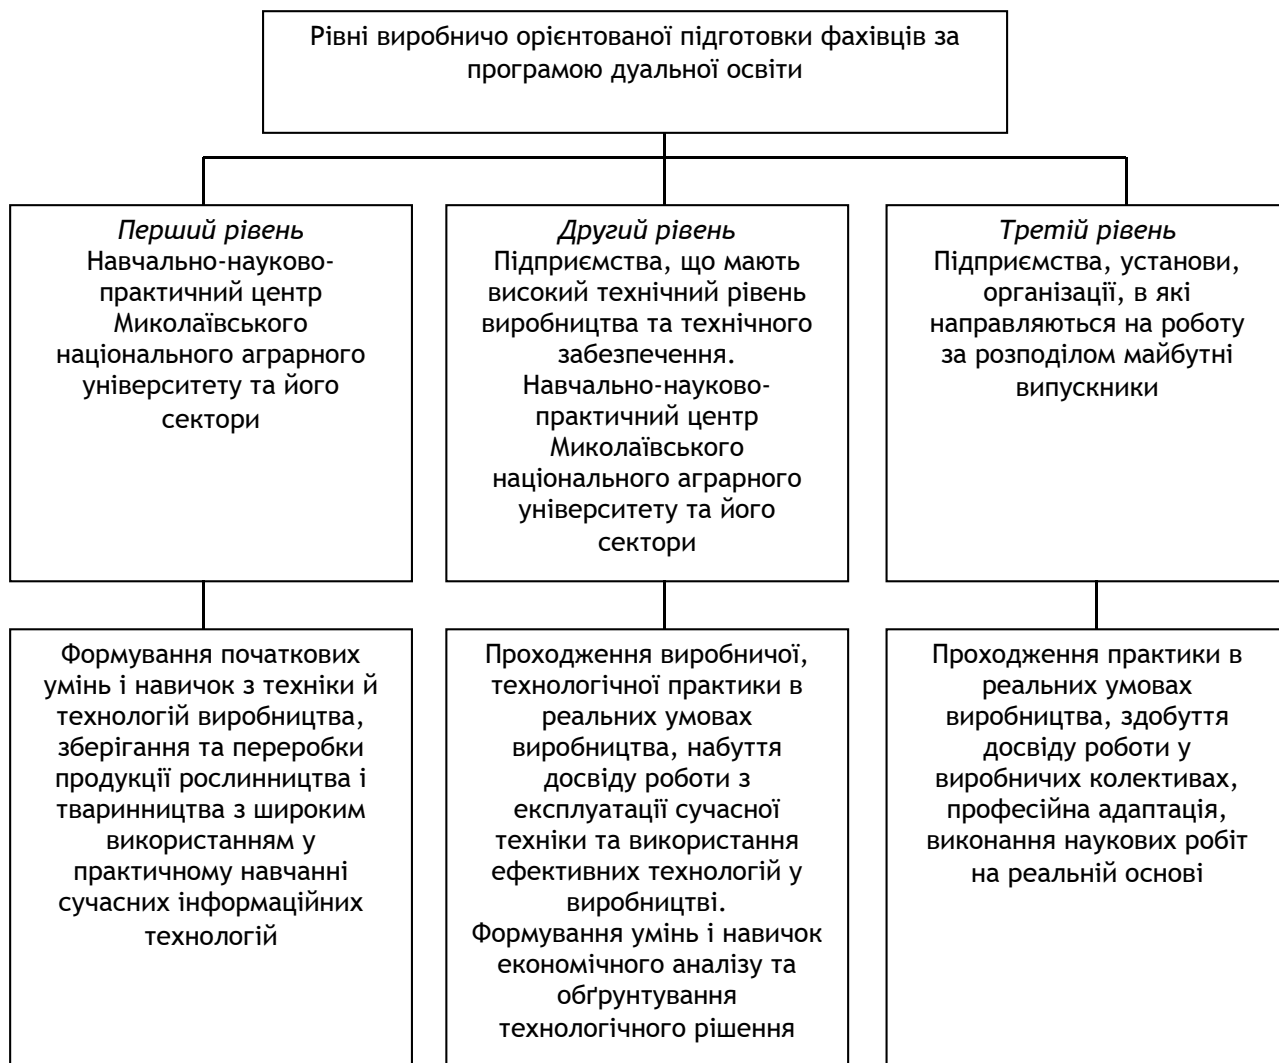 Рівні виробничо орієнтованої підготовки фахівців за
програмою дуальної освіти
Перший рівень
Навчально-науково-
практичний центр
Миколаївського
національного аграрного
університету та його
сектори
Другий рівень
Підприємства, що мають
високий технічний рівень
виробництва та технічного
забезпечення.
Навчально-науково-
практичний центр
Миколаївського
національного аграрного
університету та його
сектори
Третій рівень
Підприємства, установи,
організації, в які
направляються на роботу
за розподілом майбутні
випускники
Формування початкових
умінь і навичок з техніки й
технологій виробництва,
зберігання та переробки
продукції рослинництва і
тваринництва з широким
використанням у
практичному навчанні
сучасних інформаційних
технологій
Проходження виробничої,
технологічної практики в
реальних умовах
виробництва, набуття
досвіду роботи з
експлуатації сучасної
техніки та використання
ефективних технологій у
виробництві.
Формування умінь і навичок
економічного аналізу та
обґрунтування
технологічного рішення
Проходження практики в
реальних умовах
виробництва, здобуття
досвіду роботи у
виробничих колективах,
професійна адаптація,
виконання наукових робіт
на реальній основі